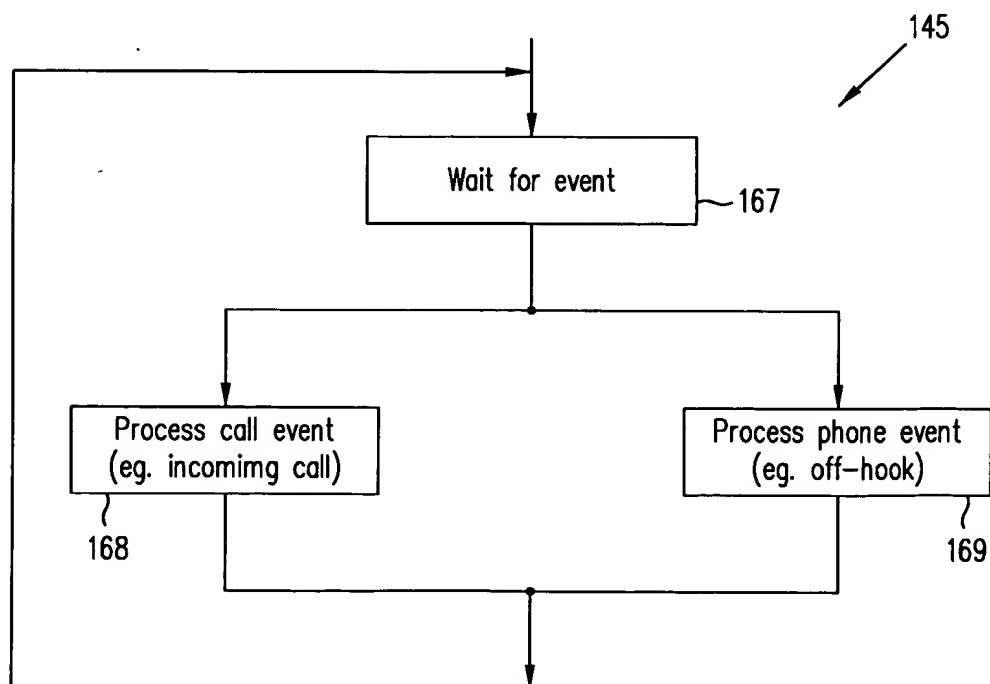 145
Wait for event
167
Process call event
(eg. incomimg call)
168
Process phone event
(eg. off-hook)
169